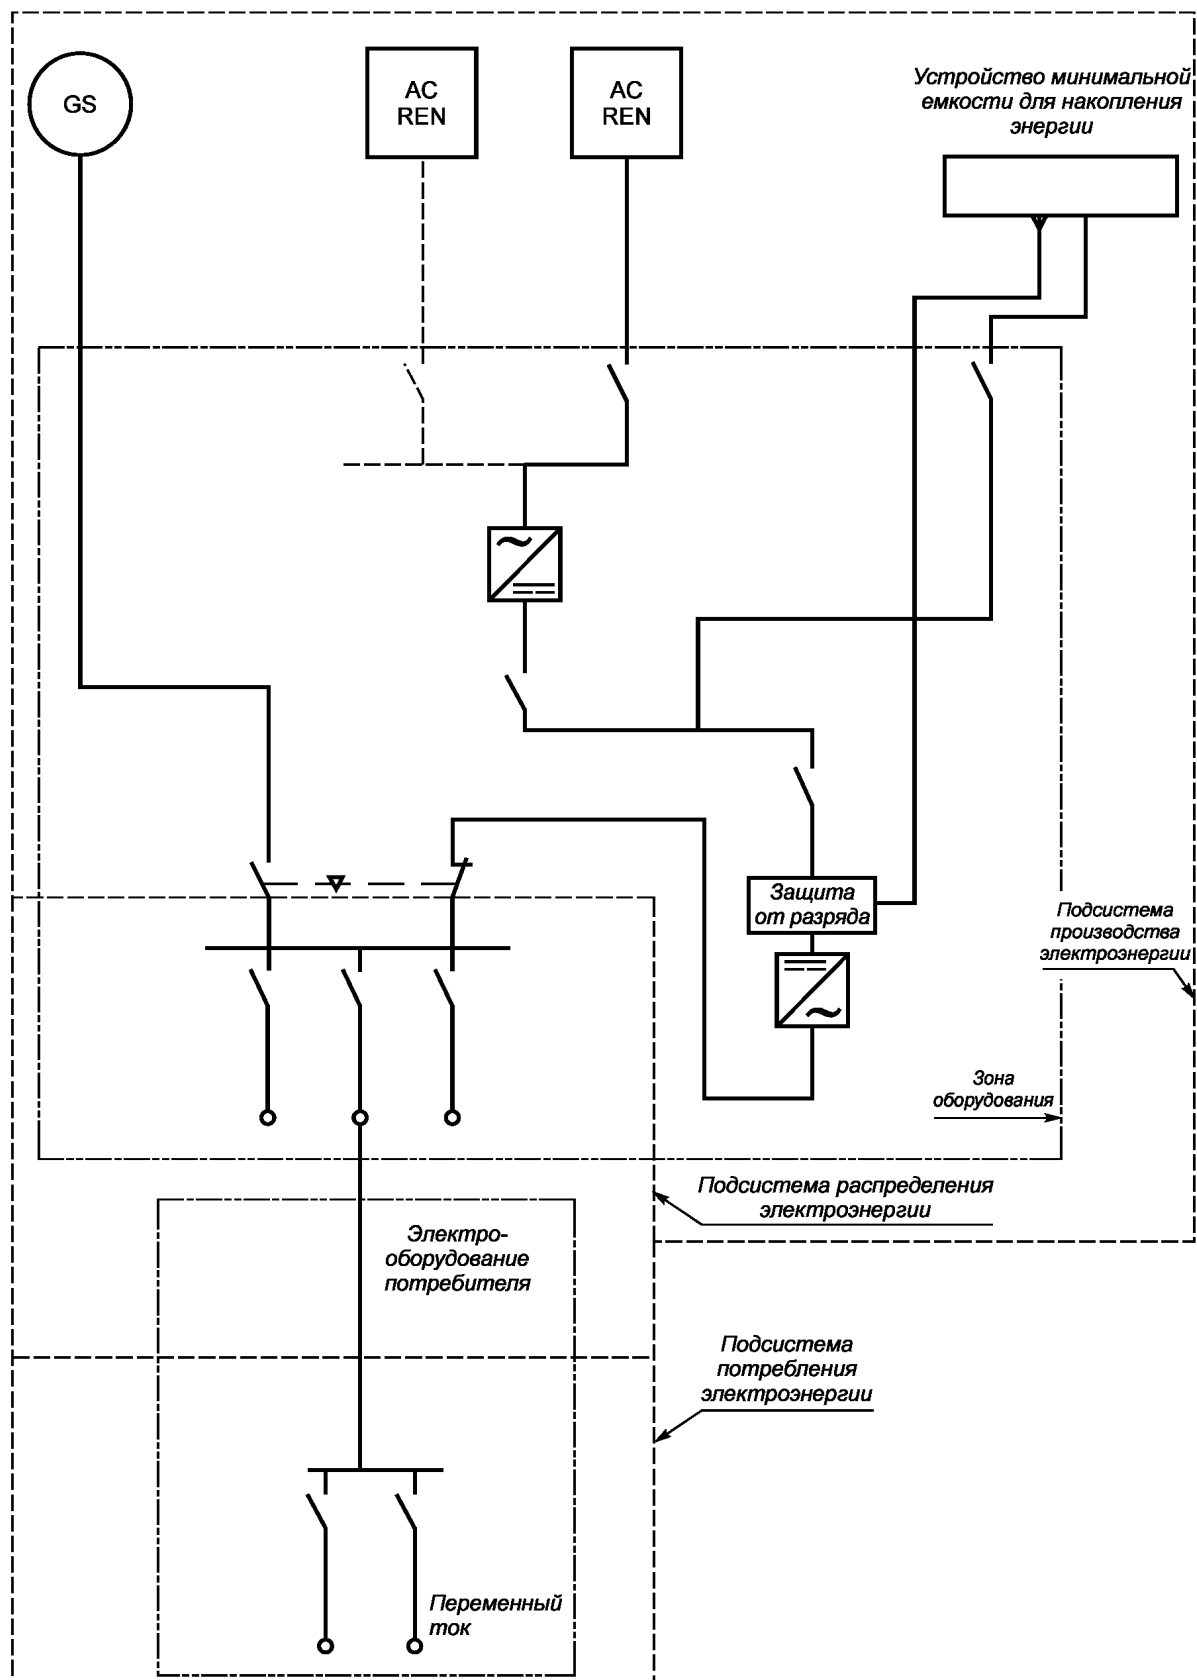 GS
AC
REN
AC
REN
Устройство минимальной
емкости для накопления
энергии
Защита
от разряда
Подсистема
производства
электроэнергии
Зона
оборудования
Подсистема распределения
электроэнергии
Электро-
оборудование
потребителя
Подсистема
потребления
электроэнергии
Переменный
ток